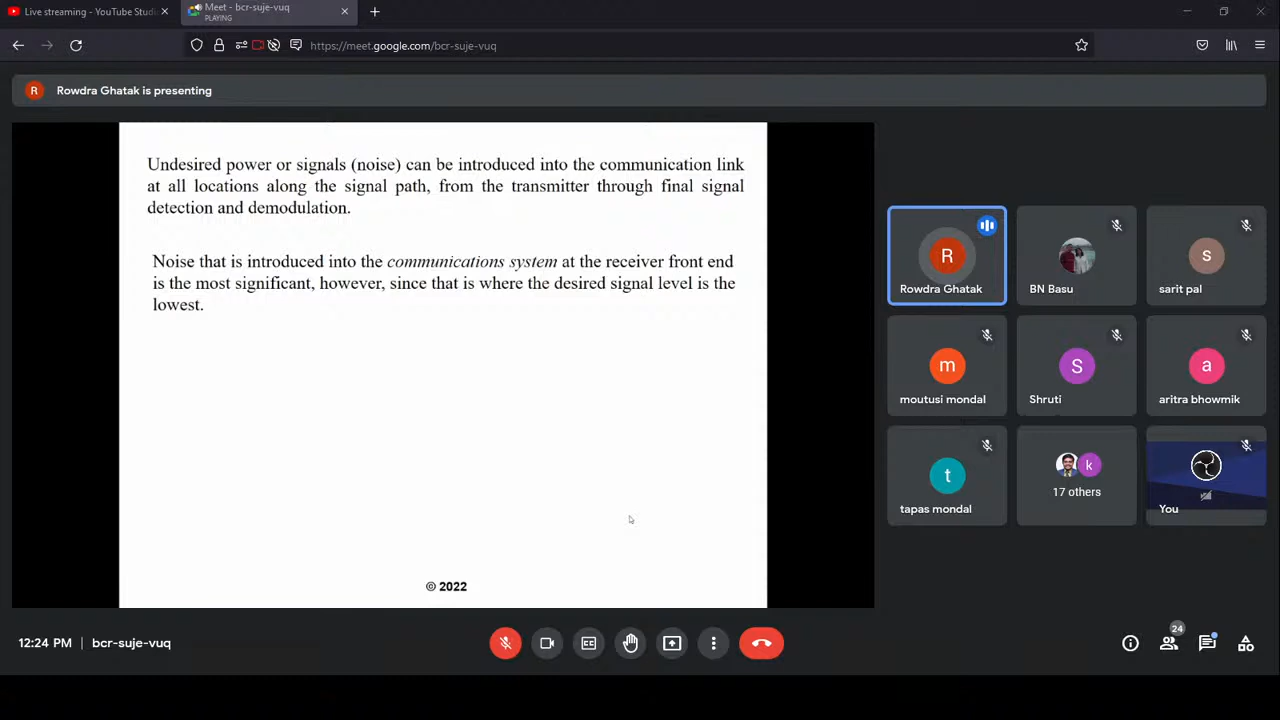 Live streaming - YouTube Studi
Meet - bcr-suje-vuq
PLAYING
https://meet.google.com/bcr-suje-vuq
R
Rowdra Ghatak is presenting
Undesired power or signals (noise) can be introduced into the communication link
at all locations along the signal path, from the transmitter through final signal
detection and demodulation.
Noise that is introduced into the communications system at the receiver front end
is the most significant, however, since that is where the desired signal level is the
lowest.
© 2022
R
Rowdra Ghatak
BN Basu
s
sarit pal
m
moutusi mondal
S
Shruti
a
aritra bhowmik
t
tapas mondal
k
17 others
You
12:24 PM | bcr-suje-vuq
CC
24